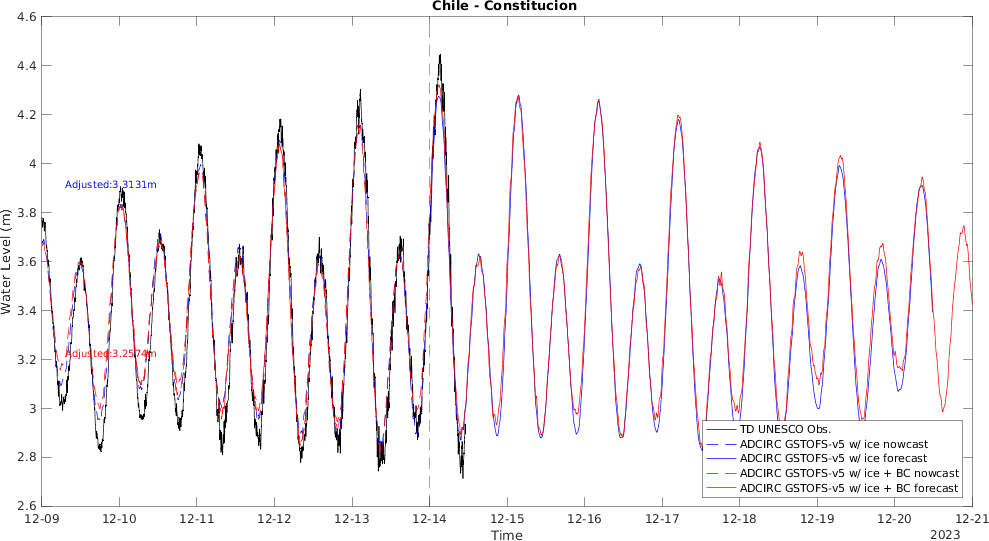 Chile - Constitucion
4.6
4.4
4.2
4
3.8
3.6
3.4
3.2
3
2.8
2.6
Water Level (m)
Adjusted:3.3131m
Adjusted:3.2574m
TD UNESCO Obs.
ADCIRC GSTOFS-v5 w/ ice nowcast
ADCIRC GSTOFS-v5 w/ ice forecast
ADCIRC GSTOFS-v5 w/ ice + BC nowcast
ADCIRC GSTOFS-v5 w/ ice + BC forecast
12-09 12-10 12-11 12-12 12-13 12-14 12-15 12-16 12-17 12-18 12-19 12-20 12-21
Time
2023